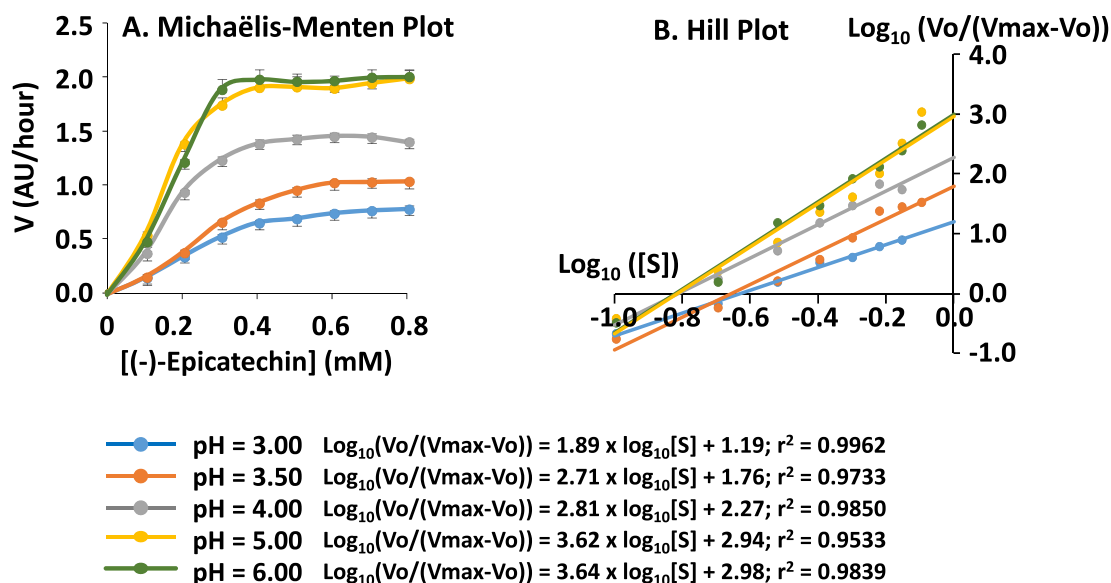 A. Michaëlis-Menten Plot
2.5
2.0
1.5
1.0
0.5
0.0
V (AU/hour)
0 0.2 0.4 0.6 0.8
[(-)-Epicatechin] (mM)
B. Hill Plot
Log10 (Vo/(Vmax-Vo))
4.0
3.0
2.0
1.0
0.0
-1.0
Log10 ([S])
-1.0 -0.8 -0.6 -0.4 -0.2 0.0
pH = 3.00 Log10(Vo/(Vmax-Vo)) = 1.89 x log10[S] + 1.19; r² = 0.9962
pH = 3.50 Log10(Vo/(Vmax-Vo)) = 2.71 x log10[S] + 1.76; r² = 0.9733
pH = 4.00 Log10(Vo/(Vmax-Vo)) = 2.81 x log10[S] + 2.27; r² = 0.9850
pH = 5.00 Log10(Vo/(Vmax-Vo)) = 3.62 x log10[S] + 2.94; r² = 0.9533
pH = 6.00 Log10(Vo/(Vmax-Vo)) = 3.64 x log10[S] + 2.98; r² = 0.9839